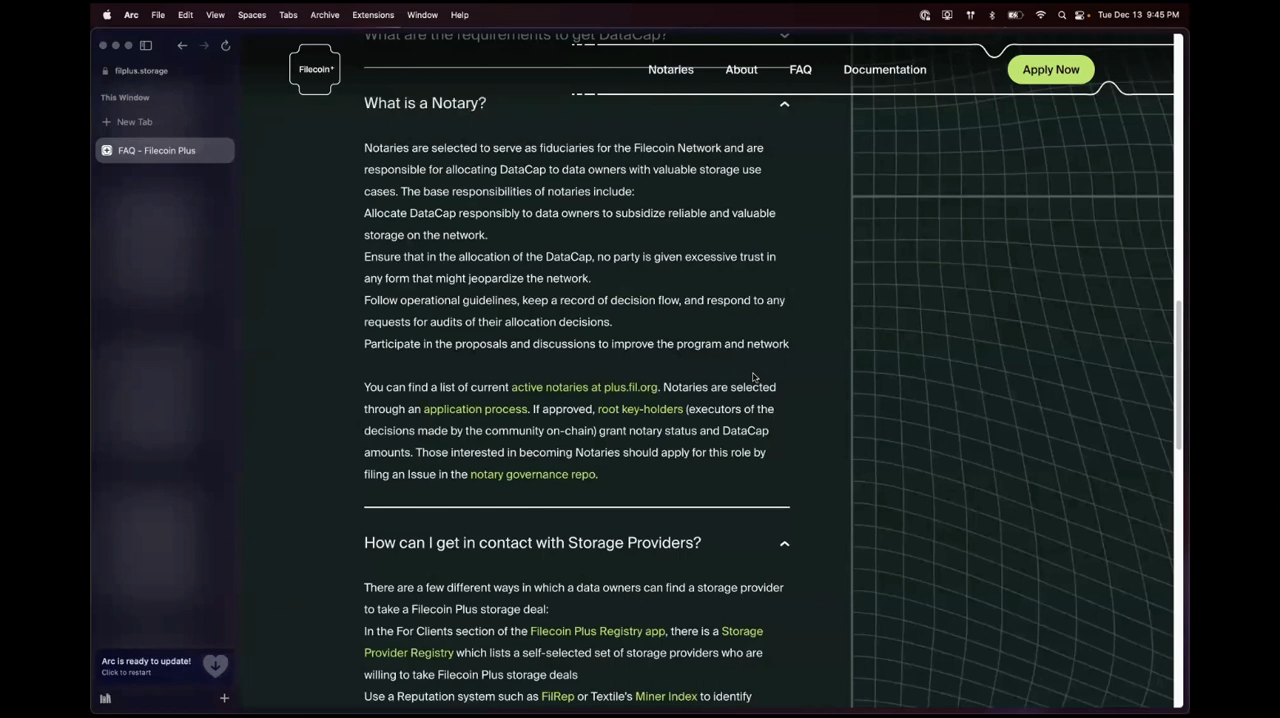 Arc File Edit View Spaces Tabs Archive Extensions Window Help Tue Dec 13 9:45 PM
filplus.storage
This Window
New Tab
FAQ - Filecoin Plus
Arc is ready to update!
Click to restart
What are the requirements to get DataCap?
Filecoin+
Notaries About FAQ Documentation Apply Now
What is a Notary?
Notaries are selected to serve as fiduciaries for the Filecoin Network and are
responsible for allocating DataCap to data owners with valuable storage use
cases. The base responsibilities of notaries include:
Allocate DataCap responsibly to data owners to subsidize reliable and valuable
storage on the network.
Ensure that in the allocation of the DataCap, no party is given excessive trust in
any form that might jeopardize the network.
Follow operational guidelines, keep a record of decision flow, and respond to any
requests for audits of their allocation decisions.
Participate in the proposals and discussions to improve the program and network
You can find a list of current active notaries at plus.fil.org. Notaries are selected
through an application process. If approved, root key-holders (executors of the
decisions made by the community on-chain) grant notary status and DataCap
amounts. Those interested in becoming Notaries should apply for this role by
filing an Issue in the notary governance repo.
How can I get in contact with Storage Providers?
There are a few different ways in which a data owners can find a storage provider
to take a Filecoin Plus storage deal:
In the For Clients section of the Filecoin Plus Registry app, there is a Storage
Provider Registry which lists a self-selected set of storage providers who are
willing to take Filecoin Plus storage deals
Use a Reputation system such as FilRep or Textile's Miner Index to identify